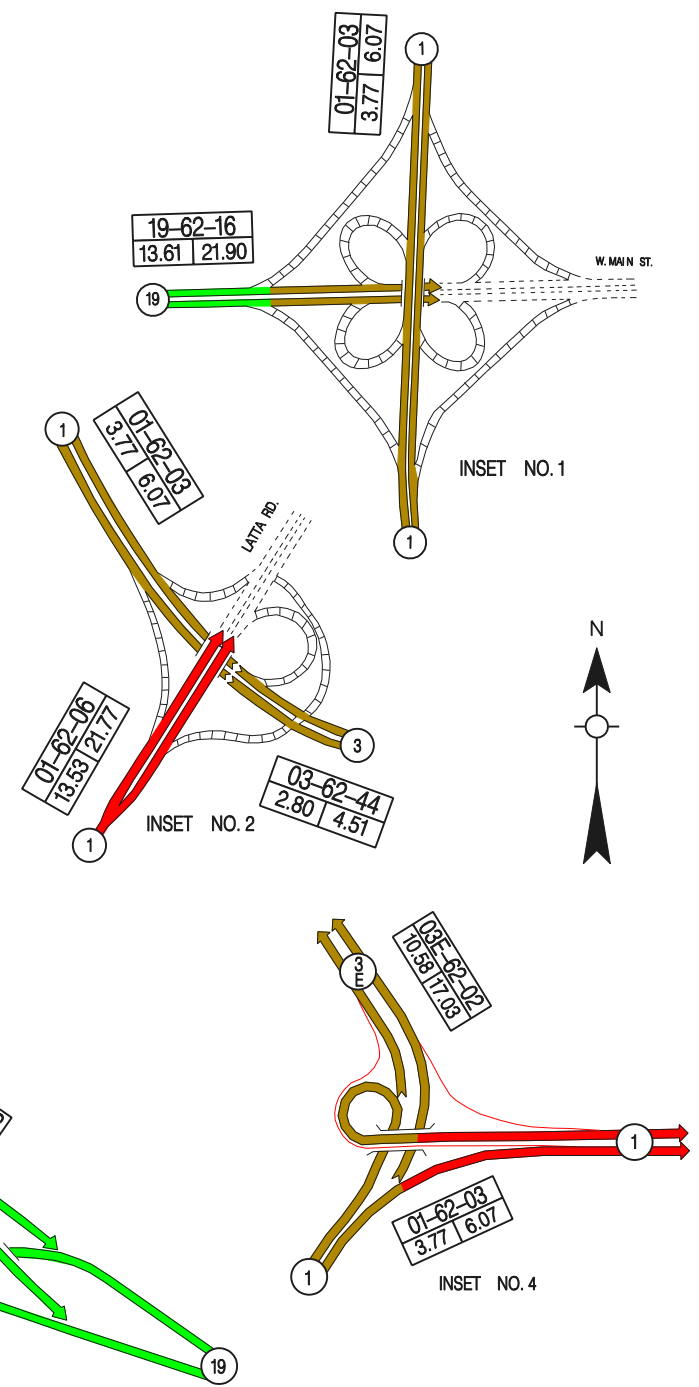 1
01–62–03
3.77 6.07
19–62–16
13.61 21.90
19
W. MAIN ST.
INSET NO. 1
1
1
01–62–03
3.77 6.07
LATTA RD.
N
01–62–06
13.53 21.77
3
03–62–44
2.80 4.51
1
INSET NO. 2
03E–62–02
10.58 17.03
3
E
1
01–62–03
3.77 6.07
1
INSET NO. 4
19